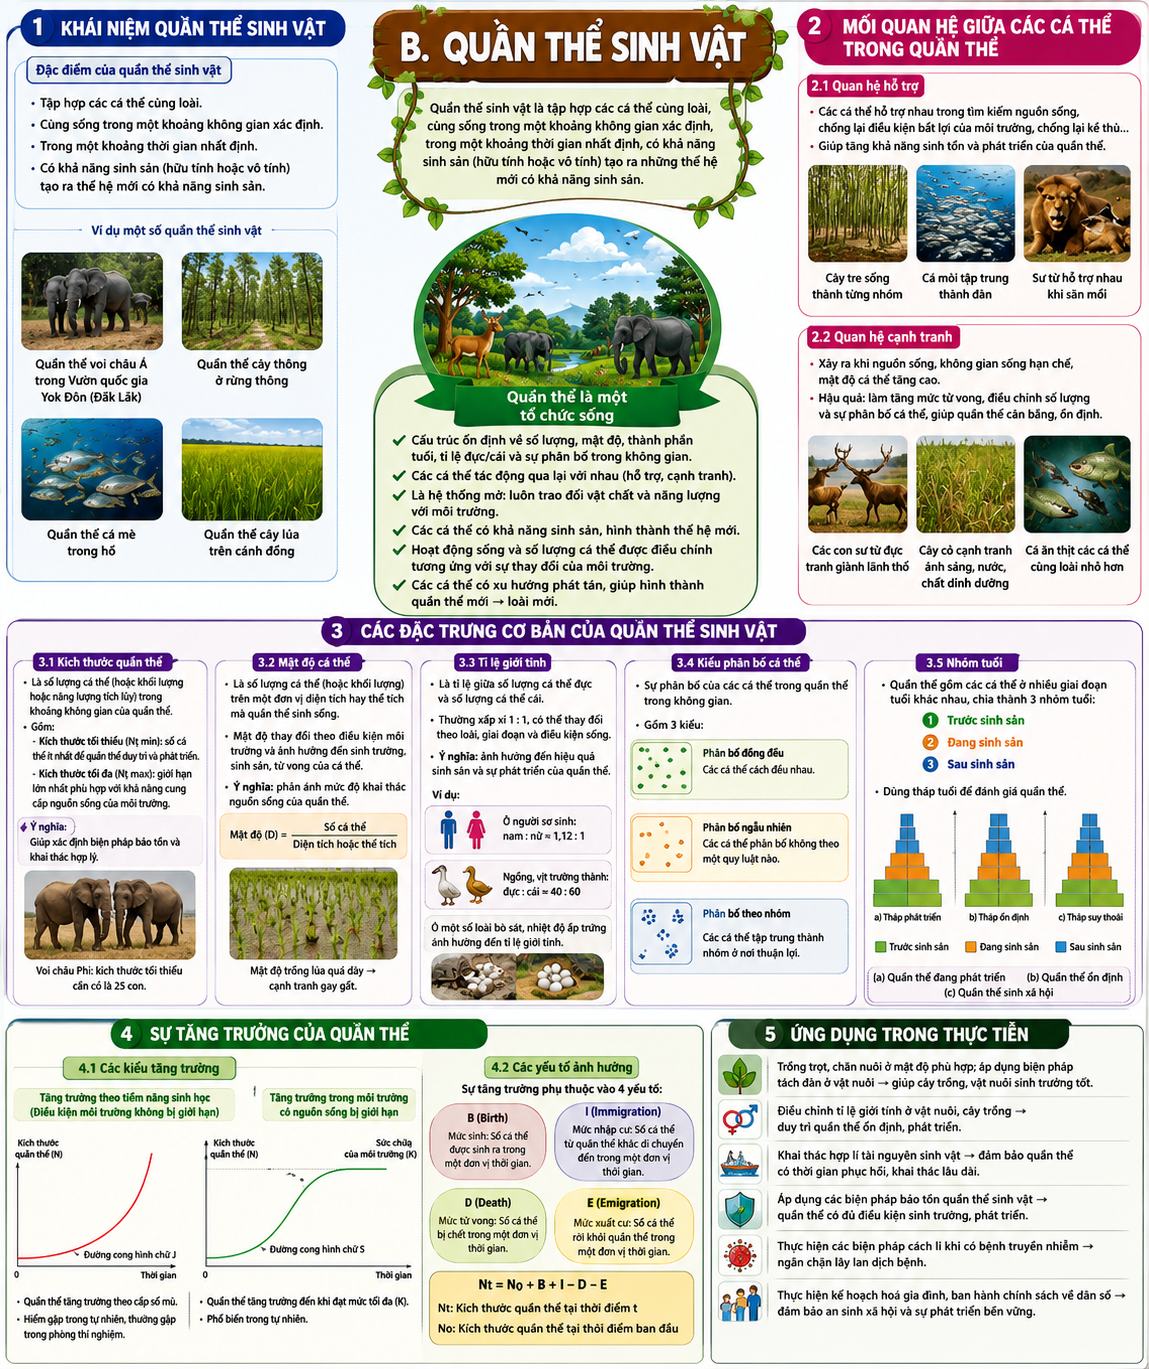 B. QUẦN THỂ SINH VẬT
Quần thể sinh vật là tập hợp các cá thể cùng loài,
cùng sống trong một khoảng không gian xác định,
trong một khoảng thời gian nhất định, có khả năng
sinh sản (hữu tính hoặc vô tính) tạo ra những thế hệ
mới có khả năng sinh sản.
1 KHÁI NIỆM QUẦN THỂ SINH VẬT
Đặc điểm của quần thể sinh vật
• Tập hợp các cá thể cùng loài.
• Cùng sống trong một khoảng không gian xác định.
• Trong một khoảng thời gian nhất định.
• Có khả năng sinh sản (hữu tính hoặc vô tính)
tạo ra thế hệ mới có khả năng sinh sản.
Ví dụ một số quần thể sinh vật
Quần thể voi châu Á
trong Vườn quốc gia
Yok Đôn (Đăk Lăk)
Quần thể cây thông
ở rừng thông
Quần thể cá mè
trong hồ
Quần thể cây lúa
trên cánh đồng
Quần thể là một
tổ chức sống
Cấu trúc ổn định về số lượng, mật độ, thành phần
tuổi, tỉ lệ đực/cái và sự phân bố trong không gian.
Các cá thể tác động qua lại với nhau (hỗ trợ, cạnh tranh).
Là hệ thống mở: luôn trao đổi vật chất và năng lượng
với môi trường.
Các cá thể có khả năng sinh sản, hình thành thế hệ mới.
Hoạt động sống và số lượng cá thể được điều chỉnh
tương ứng với sự thay đổi của môi trường.
Các cá thể có xu hướng phát tán, giúp hình thành
quần thể mới → loài mới.
2 MỐI QUAN HỆ GIỮA CÁC CÁ THỂ
TRONG QUẦN THỂ
2.1 Quan hệ hỗ trợ
• Các cá thể hỗ trợ nhau trong tìm kiếm nguồn sống,
chống lại điều kiện bất lợi của môi trường, chống lại kẻ thù...
• Giúp tăng khả năng sinh tồn và phát triển của quần thể.
Cây tre sống
thành từng nhóm
Cá mòi tập trung
thành đàn
Sư tử hỗ trợ nhau
khi săn mồi
2.2 Quan hệ cạnh tranh
• Xảy ra khi nguồn sống, không gian sống hạn chế,
mật độ cá thể tăng cao.
• Hậu quả: làm tăng mức tử vong, điều chỉnh số lượng
và sự phân bố cá thể, giúp quần thể cân bằng, ổn định.
Các con sư tử đực
tranh giành lãnh thổ
Cây cỏ cạnh tranh
ánh sáng, nước,
chất dinh dưỡng
Cá ăn thịt các cá thể
cùng loài nhỏ hơn
3 CÁC ĐẶC TRƯNG CƠ BẢN CỦA QUẦN THỂ SINH VẬT
3.1 Kích thước quần thể
• Là số lượng cá thể (hoặc khối lượng
hoặc năng lượng tích lũy) trong
khoảng không gian của quần thể.
• Gồm:
- Kích thước tối thiểu (Nt min): số cá
thể ít nhất để quần thể duy trì và phát triển.
- Kích thước tối đa (Nt max): giới hạn
lớn nhất phù hợp với khả năng cung
cấp nguồn sống của môi trường.
Ý nghĩa:
Giúp xác định biện pháp bảo tồn và
khai thác hợp lý.
Voi châu Phi: kích thước tối thiểu
cần có là 25 con.
3.2 Mật độ cá thể
• Là số lượng cá thể (hoặc khối lượng)
trên một đơn vị diện tích hay thể tích
mà quần thể sinh sống.
• Mật độ thay đổi theo điều kiện môi
trường và ảnh hưởng đến sinh trưởng,
sinh sản, tử vong của cá thể.
• Ý nghĩa: phản ánh mức độ khai thác
nguồn sống của quần thể.
Mật độ (D) = Số cá thể
Diện tích hoặc thể tích
Mật độ trồng lúa quá dày →
cạnh tranh gay gắt.
3.3 Tỉ lệ giới tính
• Là tỉ lệ giữa số lượng cá thể đực
và số lượng cá thể cái.
• Thường xấp xỉ 1 : 1, có thể thay đổi
theo loài, giai đoạn và điều kiện sống.
• Ý nghĩa: ảnh hưởng đến hiệu quả
sinh sản và sự phát triển của quần thể.
Ví dụ:
Ở người sơ sinh:
nam : nữ ≈ 1,12 : 1
Ngỗng, vịt trưởng thành:
đực : cái ≈ 40 : 60
Ở một số loài bò sát, nhiệt độ ấp trứng
ảnh hưởng đến tỉ lệ giới tính.
3.4 Kiểu phân bố cá thể
• Sự phân bố của các cá thể trong quần thể
trong không gian.
• Gồm 3 kiểu:
Phân bố đồng đều
Các cá thể cách đều nhau.
Phân bố ngẫu nhiên
Các cá thể phân bố không theo
một quy luật nào.
Phân bố theo nhóm
Các cá thể tập trung thành
nhóm ở nơi thuận lợi.
3.5 Nhóm tuổi
• Quần thể gồm các cá thể ở nhiều giai đoạn
tuổi khác nhau, chia thành 3 nhóm tuổi:
1 Trước sinh sản
2 Đang sinh sản
3 Sau sinh sản
• Dùng tháp tuổi để đánh giá quần thể.
a) Tháp phát triển
b) Tháp ổn định
c) Tháp suy thoái
Trước sinh sản
Đang sinh sản
Sau sinh sản
(a) Quần thể đang phát triển (b) Quần thể ổn định
(c) Quần thể sinh xã hội
4 SỰ TĂNG TRƯỞNG CỦA QUẦN THỂ
4.1 Các kiểu tăng trưởng
Tăng trưởng theo tiềm năng sinh học
(Điều kiện môi trường không bị giới hạn)
Kích thước
quần thể (N)
Đường cong hình chữ J
0
Thời gian
• Quần thể tăng trưởng theo cấp số mũ.
• Hiếm gặp trong tự nhiên, thường gặp
trong phòng thí nghiệm.
Tăng trưởng trong môi trường
có nguồn sống bị giới hạn
Kích thước
quần thể (N)
Sức chứa
của môi trường (K)
Đường cong hình chữ S
0
Thời gian
• Quần thể tăng trưởng đến khi đạt mức tối đa (K).
• Phổ biến trong tự nhiên.
4.2 Các yếu tố ảnh hưởng
Sự tăng trưởng phụ thuộc vào 4 yếu tố:
B (Birth)
Mức sinh: Số cá thể
được sinh ra trong
một đơn vị thời gian.
I (Immigration)
Mức nhập cư: Số cá thể
từ quần thể khác di chuyển
đến trong một đơn vị
thời gian.
D (Death)
Mức tử vong: Số cá thể
bị chết trong một đơn vị
thời gian.
E (Emigration)
Mức xuất cư: Số cá thể
rời khỏi quần thể trong
một đơn vị thời gian.
Nt = No + B + I – D – E
Nt: Kích thước quần thể tại thời điểm t
No: Kích thước quần thể tại thời điểm ban đầu
5 ỨNG DỤNG TRONG THỰC TIỄN
Trồng trọt, chăn nuôi ở mật độ phù hợp; áp dụng biện pháp
tách đàn ở vật nuôi → giúp cây trồng, vật nuôi sinh trưởng tốt.
Điều chỉnh tỉ lệ giới tính ở vật nuôi, cây trồng →
duy trì quần thể ổn định, phát triển.
Khai thác hợp lí tài nguyên sinh vật → đảm bảo quần thể
có thời gian phục hồi, khai thác lâu dài.
Áp dụng các biện pháp bảo tồn quần thể sinh vật →
quần thể có đủ điều kiện sinh trưởng, phát triển.
Thực hiện các biện pháp cách li khi có bệnh truyền nhiễm →
ngăn chặn lây lan dịch bệnh.
Thực hiện kế hoạch hoá gia đình, ban hành chính sách về dân số →
đảm bảo an sinh xã hội và sự phát triển bền vững.